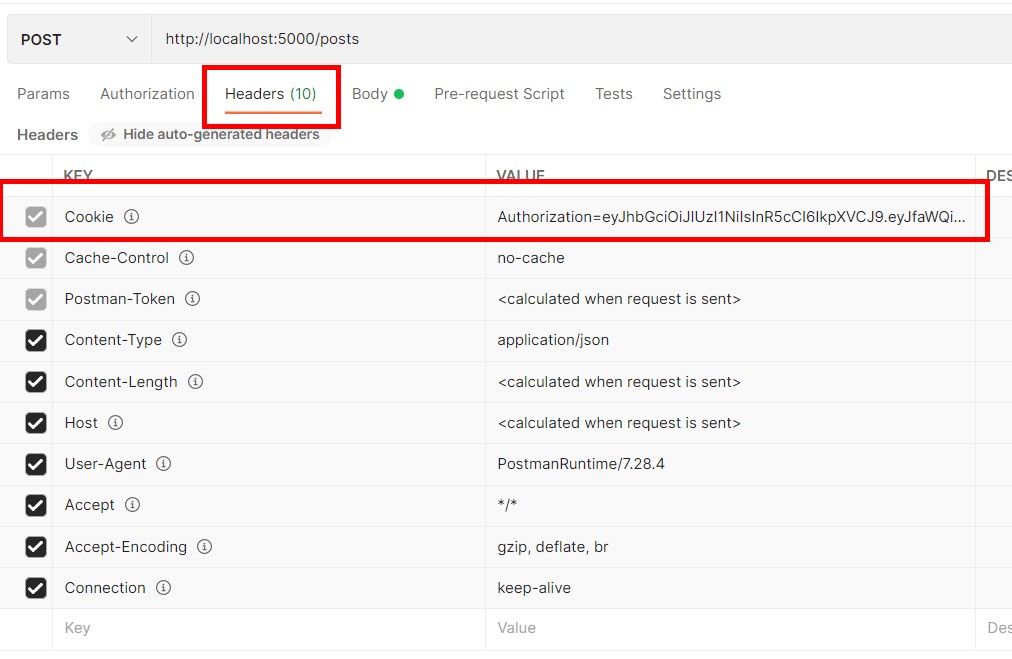 POST http://localhost:5000/posts
Params Authorization Headers (10) Body Pre-request Script Tests Settings
Headers Hide auto-generated headers
KEY VALUE DES
Cookie Authorization=eyJhbGciOiJIUzI1NiIsInR5cCI6IkpXVCJ9.eyJfaWQi...
Cache-Control no-cache
Postman-Token <calculated when request is sent>
Content-Type application/json
Content-Length <calculated when request is sent>
Host <calculated when request is sent>
User-Agent PostmanRuntime/7.28.4
Accept */*
Accept-Encoding gzip, deflate, br
Connection keep-alive
Key Value Des